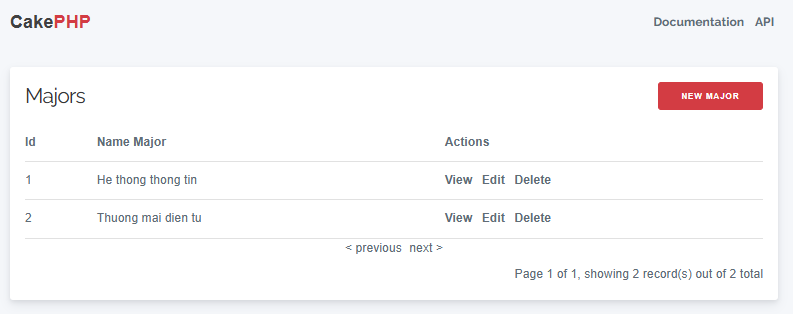 CakePHP Documentation API
Majors NEW MAJOR
Id Name Major Actions
1 He thong thong tin View Edit Delete
2 Thuong mai dien tu View Edit Delete
< previous next >
Page 1 of 1, showing 2 record(s) out of 2 total